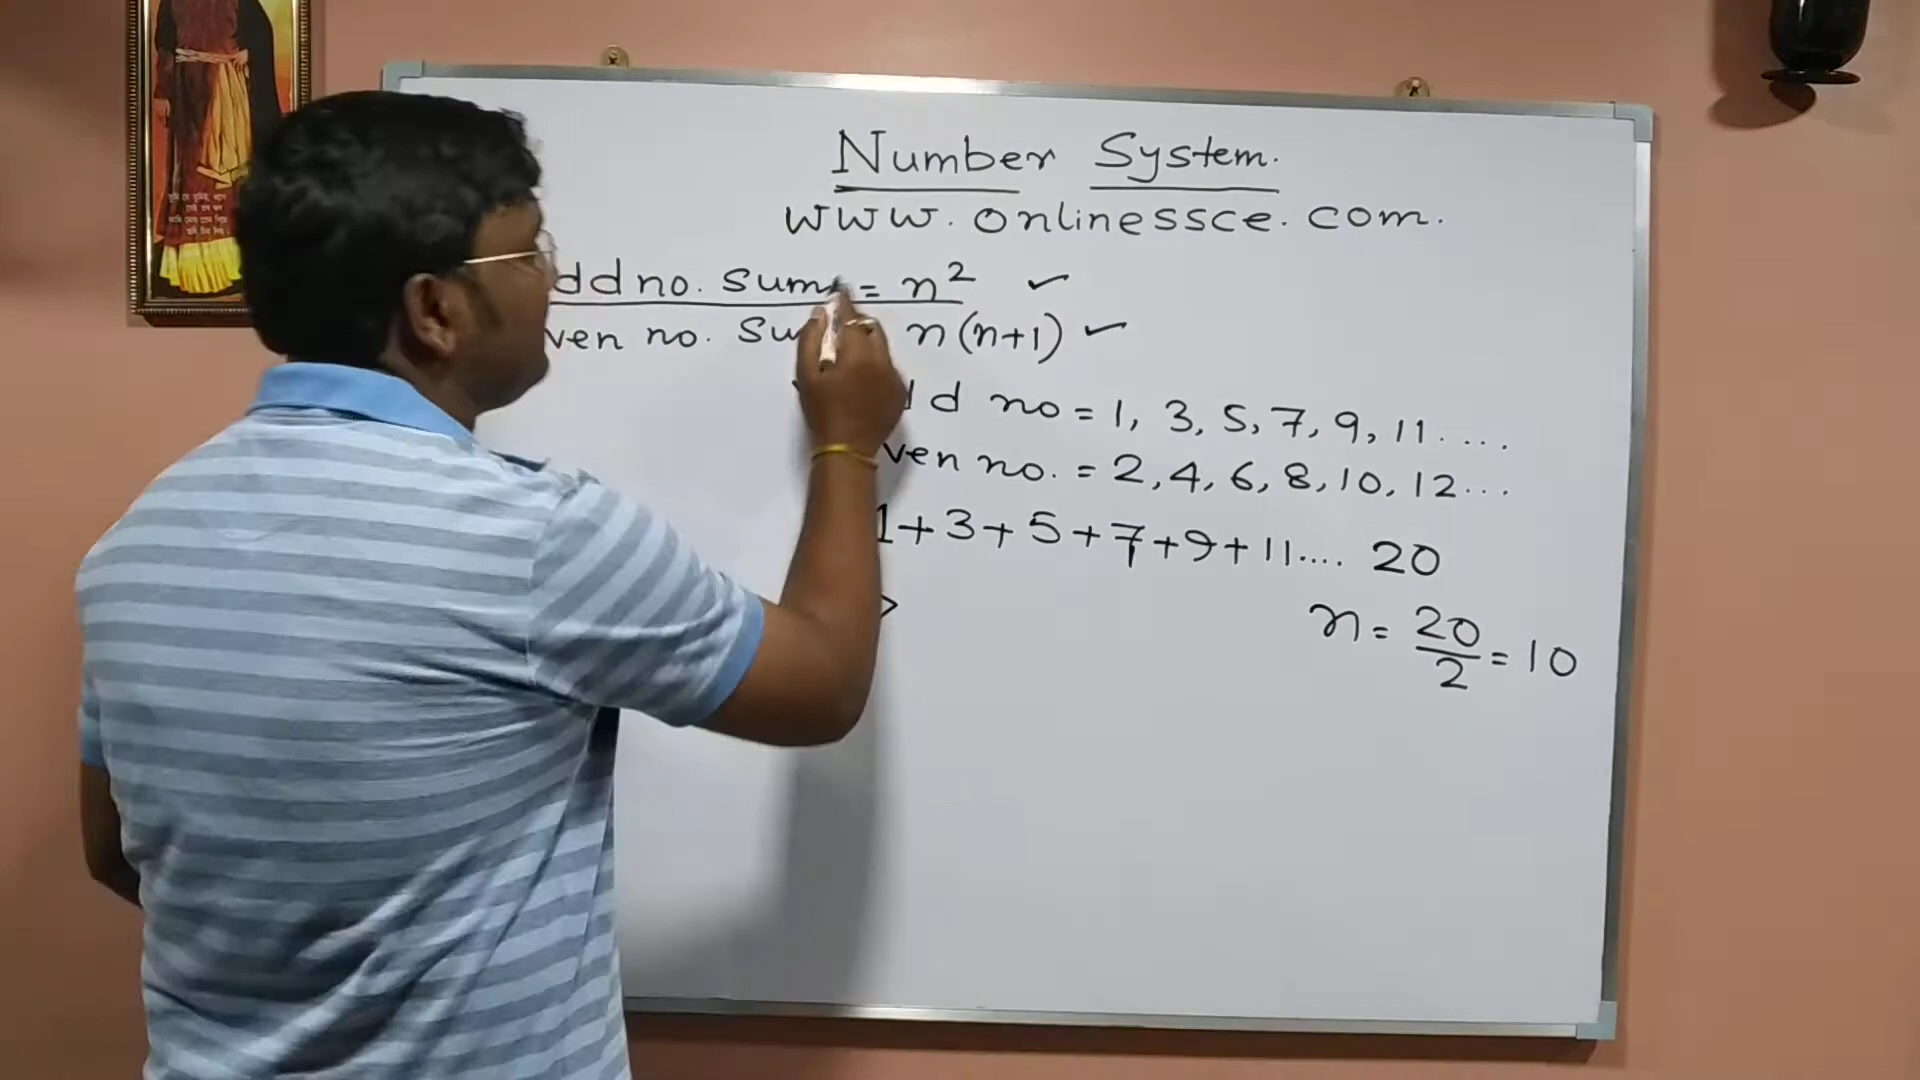 Number System.
www.onlinessce.com.
dd no. sum = n²  ✓
ven no. Su n(n+1) ✓
d no = 1, 3, 5, 7, 9, 11....
ven no. = 2, 4, 6, 8, 10, 12...
1+3+5+7+9+11.... 20
>
n = 20/2 = 10